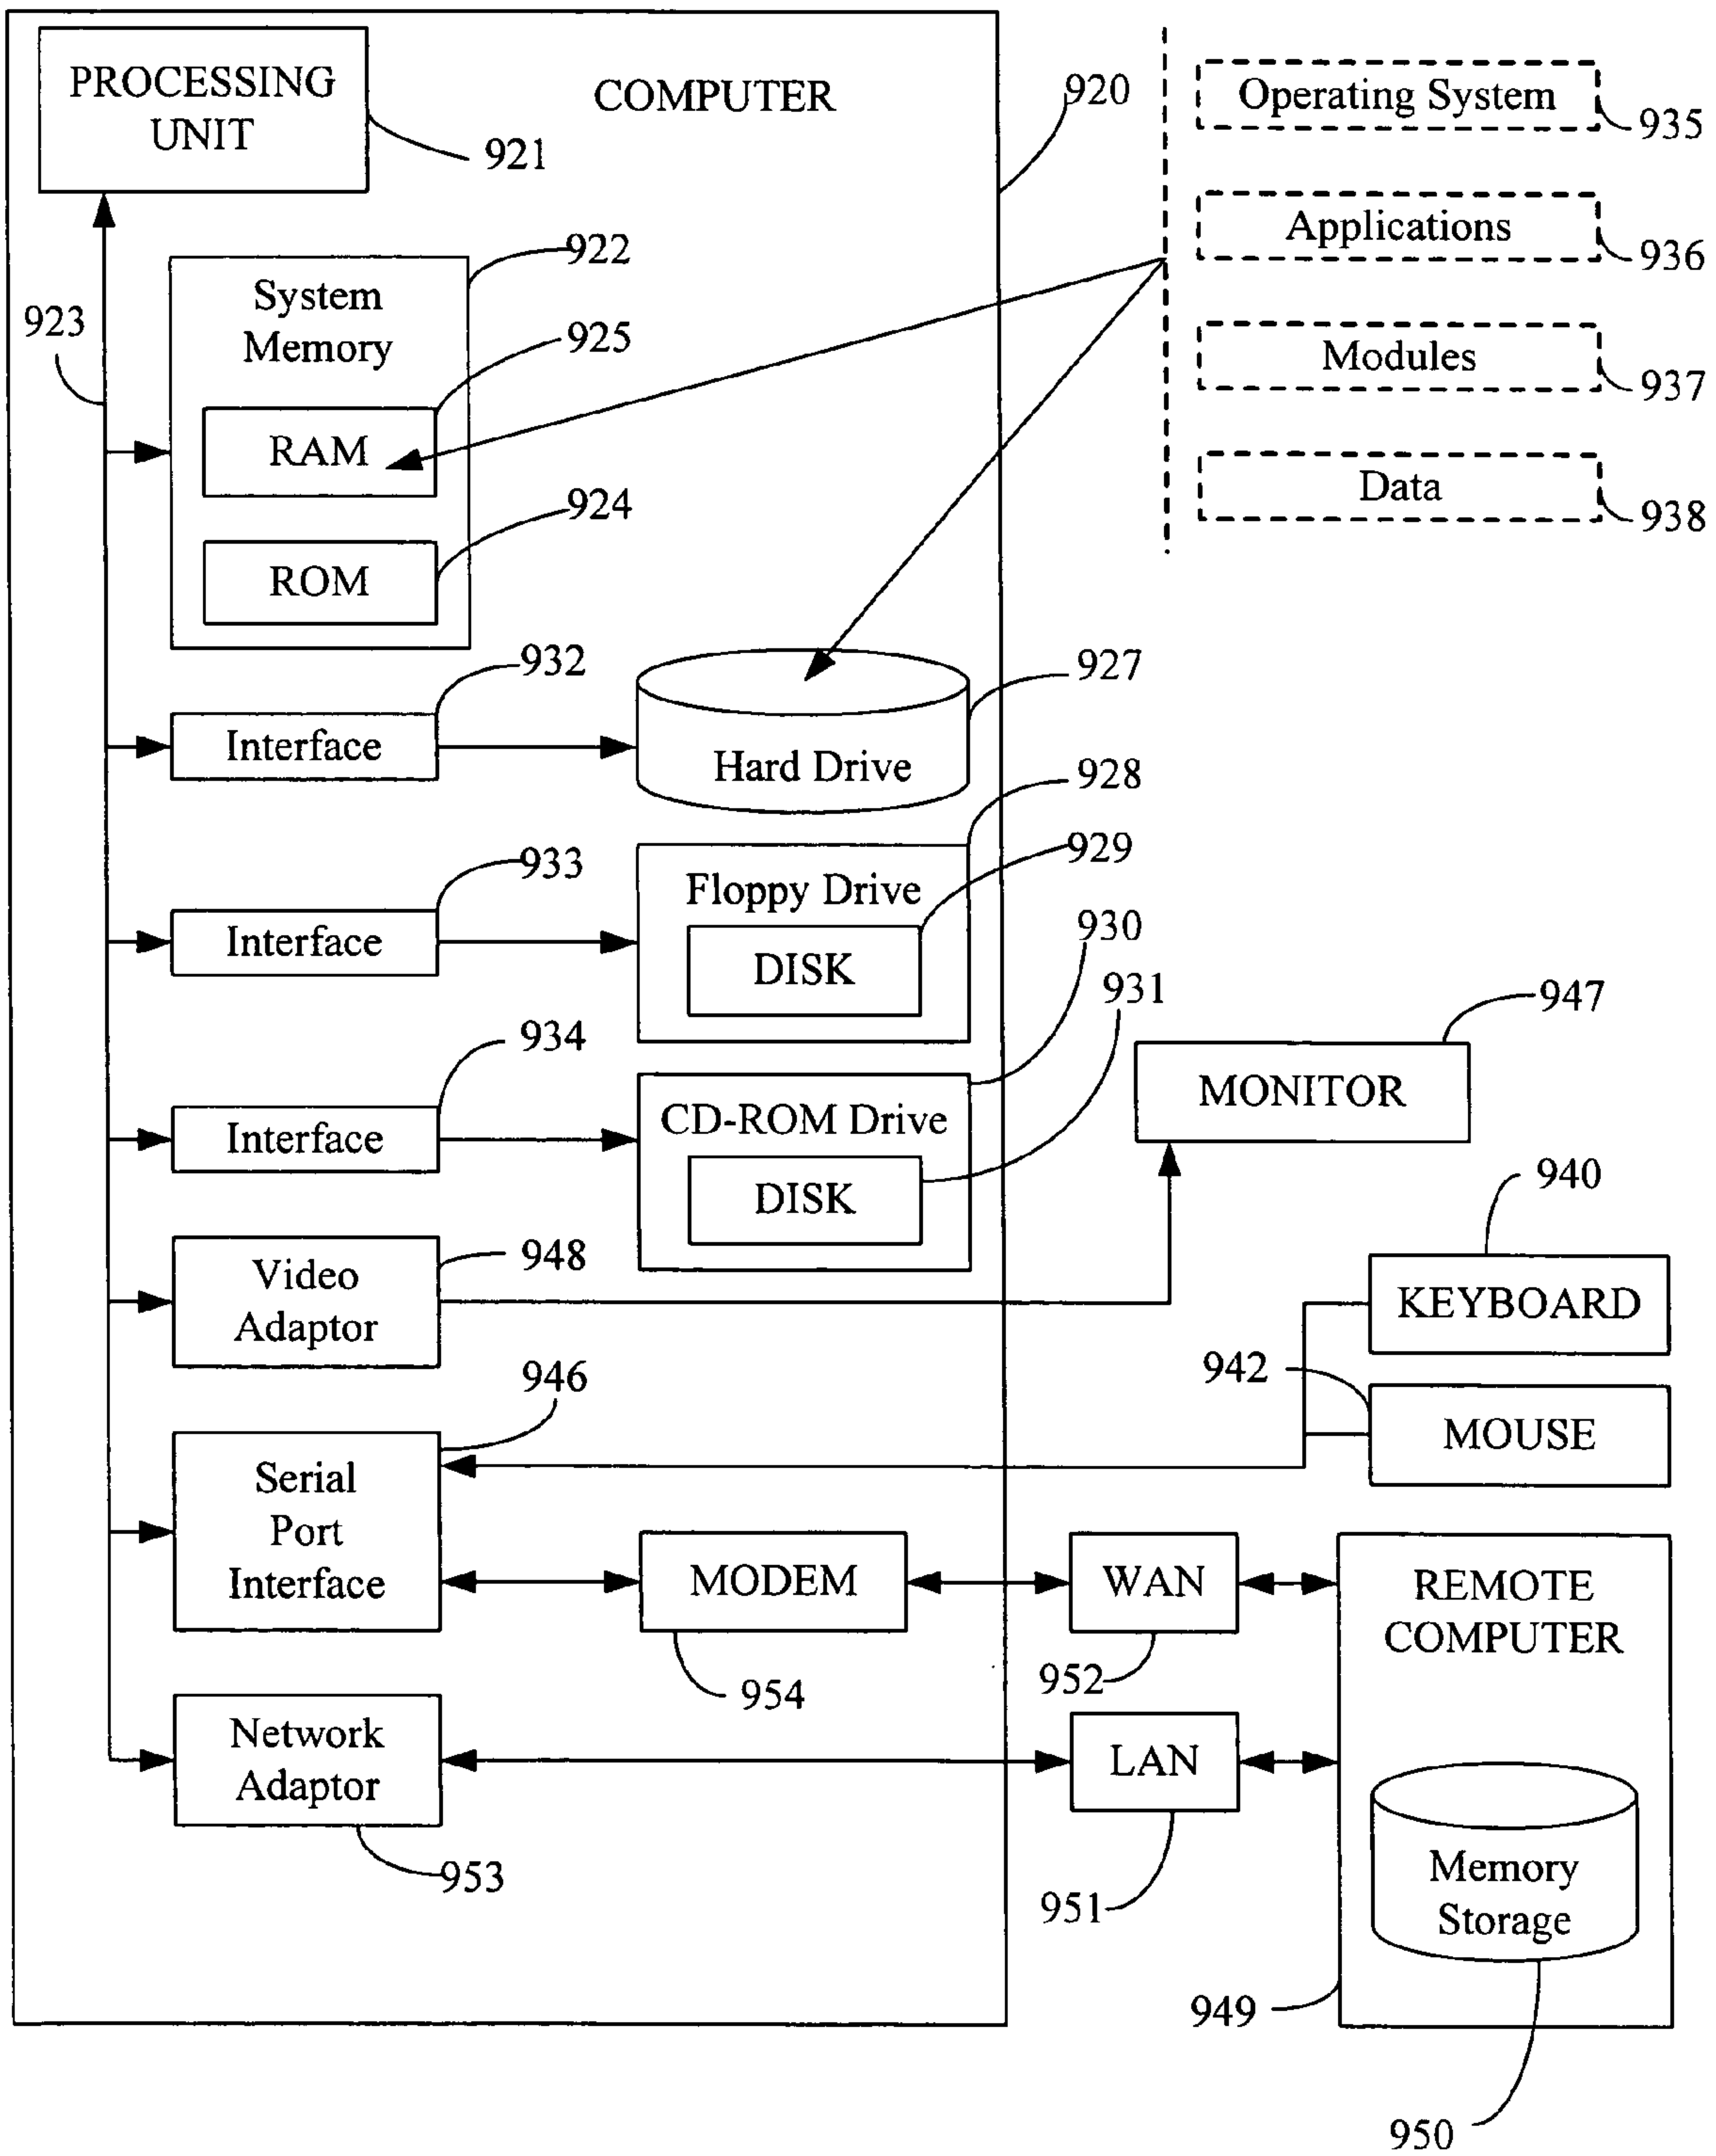 PROCESSING
UNIT
COMPUTER
920
921
Operating System
935
Applications
936
Modules
937
Data
938
922
System
Memory
923
925
RAM
924
ROM
932
Interface
927
Hard Drive
928
933
Interface
929
Floppy Drive
DISK
930
931
934
Interface
CD-ROM Drive
DISK
947
MONITOR
940
KEYBOARD
948
Video
Adaptor
942
MOUSE
946
Serial
Port
Interface
MODEM
954
WAN
952
REMOTE
COMPUTER
Network
Adaptor
953
LAN
951
Memory
Storage
949
950